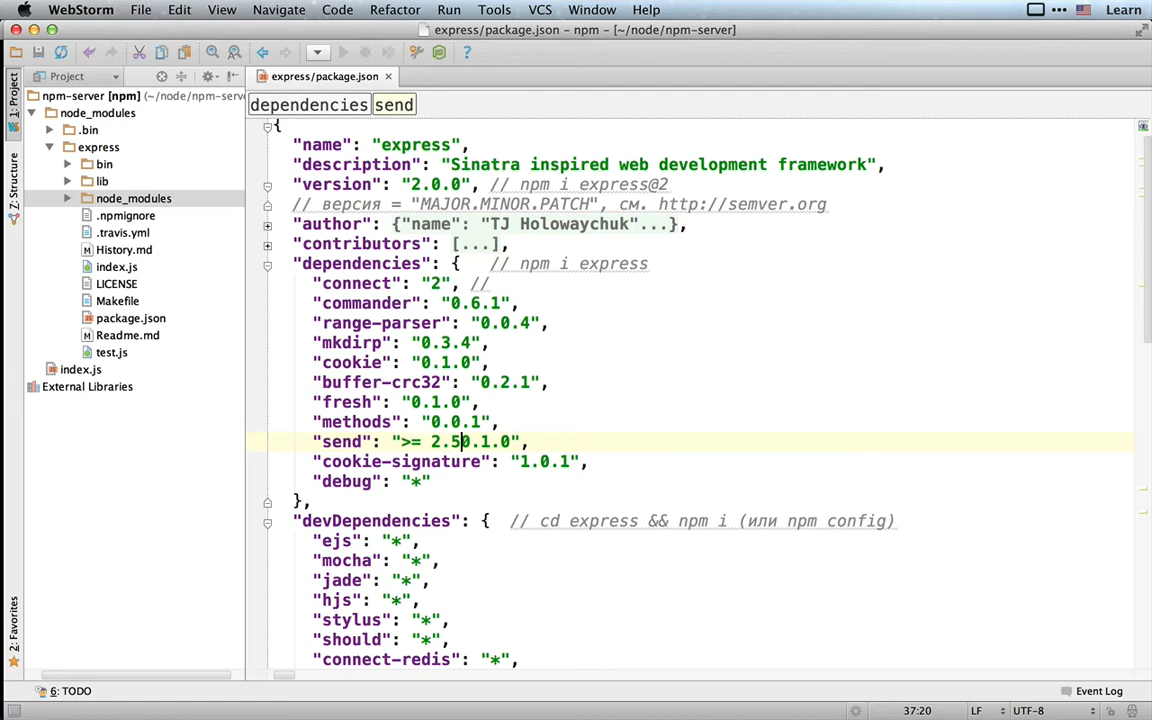 WebStorm File Edit View Navigate Code Refactor Run Tools VCS Window Help Learn
express/package.json – npm – [~/node/npm-server]
Project
express/package.json
1: Project
npm-server [npm] (~/node/npm-serv
node_modules
.bin
express
bin
lib
node_modules
.npmignore
.travis.yml
History.md
index.js
LICENSE
Makefile
package.json
Readme.md
test.js
index.js
External Libraries
Z: Structure
2: Favorites
dependencies send
{
"name": "express",
"description": "Sinatra inspired web development framework",
"version": "2.0.0", // npm i express@2
// версия = "MAJOR.MINOR.PATCH", см. http://semver.org
"author": {"name": "TJ Holowaychuk"...},
"contributors": [...],
"dependencies": { // npm i express
"connect": "2", //
"commander": "0.6.1",
"range-parser": "0.0.4",
"mkdirp": "0.3.4",
"cookie": "0.1.0",
"buffer-crc32": "0.2.1",
"fresh": "0.1.0",
"methods": "0.0.1",
"send": ">= 2.50.1.0",
"cookie-signature": "1.0.1",
"debug": "*"
},
"devDependencies": { // cd express && npm i (или npm config)
"ejs": "*",
"mocha": "*",
"jade": "*",
"hjs": "*",
"stylus": "*",
"should": "*",
"connect-redis": "*",
6: TODO
Event Log
37:20 LF UTF-8